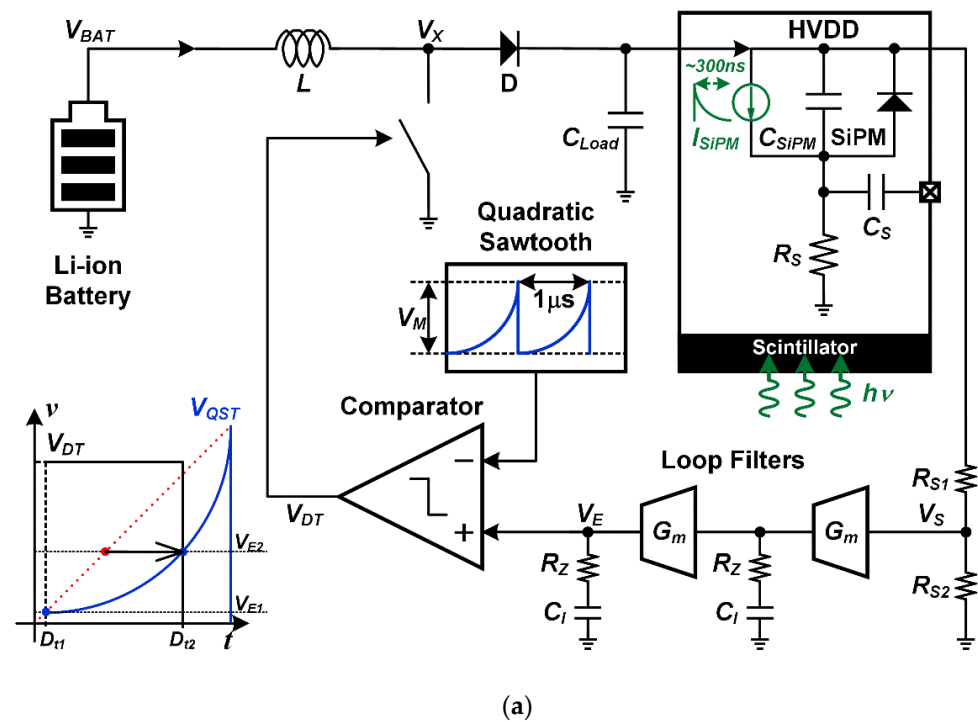 V_BAT
L
V_X
D
C_Load
HVDD
~300ns
I_SiPM
C_SiPM
SiPM
C_S
R_S
Li-ion
Battery
Quadratic
Sawtooth
V_M
1μs
Scintillator
hν
Comparator
−
+
V_DT
Loop Filters
V_E
G_m
G_m
V_S
R_S1
R_S2
R_Z
C_I
R_Z
C_I
v
V_QST
V_DT
V_E2
V_E1
D_t1
D_t2
t
(a)